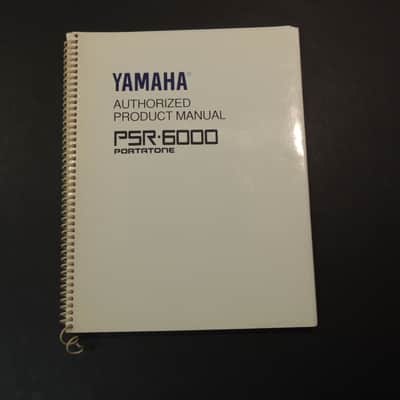 YAMAHA®
AUTHORIZED
PRODUCT MANUAL
PSR·6000
PORTATONE